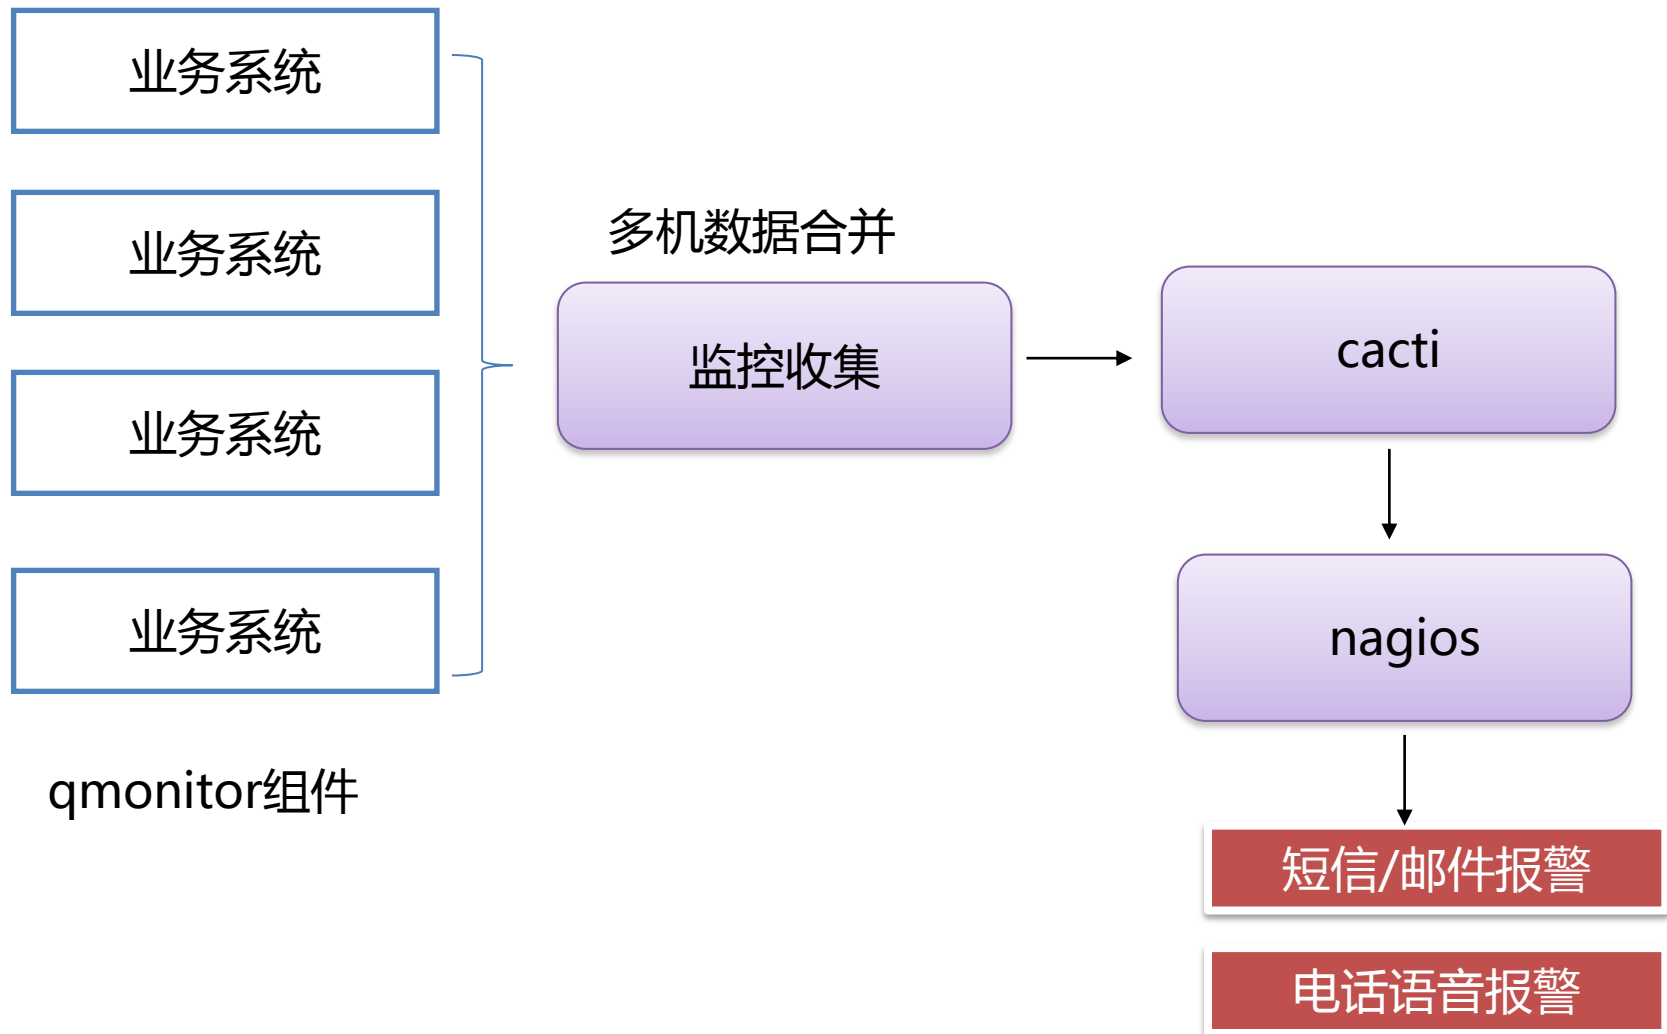 业务系统
业务系统
业务系统
业务系统
qmonitor组件
多机数据合并
监控收集
cacti
nagios
短信/邮件报警
电话语音报警